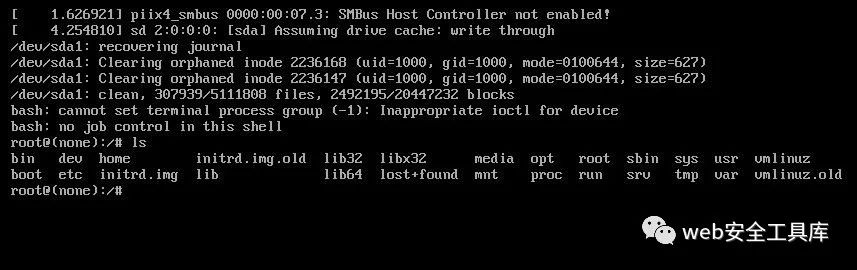 [    1.626921] piix4_smbus 0000:00:07.3: SMBus Host Controller not enabled!
[    4.254810] sd 2:0:0:0: [sda] Assuming drive cache: write through
/dev/sda1: recovering journal
/dev/sda1: Clearing orphaned inode 2236168 (uid=1000, gid=1000, mode=0100644, size=627)
/dev/sda1: Clearing orphaned inode 2236147 (uid=1000, gid=1000, mode=0100644, size=627)
/dev/sda1: clean, 307939/5111808 files, 2492195/20447232 blocks
bash: cannot set terminal process group (-1): Inappropriate ioctl for device
bash: no job control in this shell
root@(none):/# ls
bin   dev  home        initrd.img.old  lib32  libx32      media  opt   root  sbin  sys  usr  vmlinuz
boot  etc  initrd.img  lib             lib64  lost+found  mnt    proc  run   srv   tmp  var  vmlinuz.old
root@(none):/#
web安全工具库